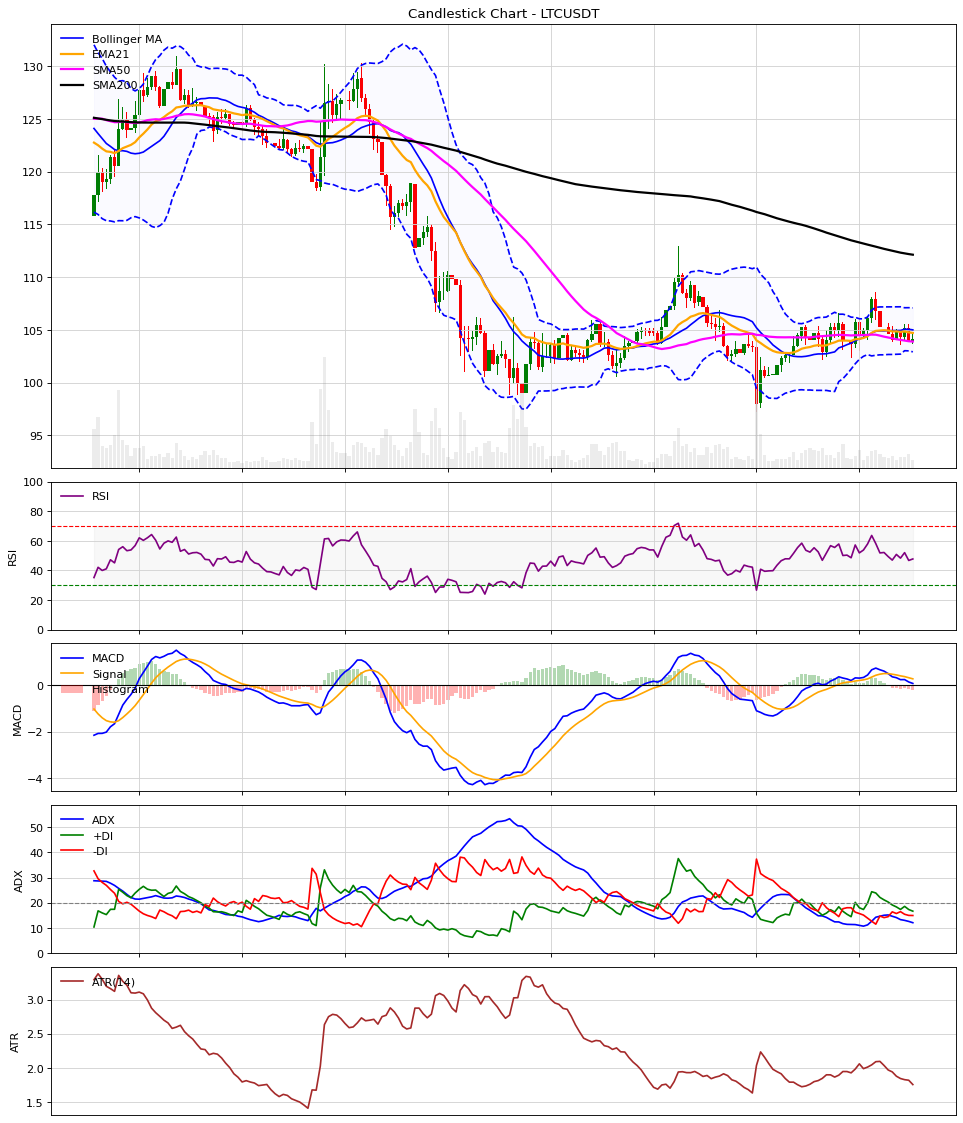 Candlestick Chart - LTCUSDT
Bollinger MA
EMA21
SMA50
SMA200
130
125
120
115
110
105
100
95
RSI
100
80
60
40
20
0
RSI
MACD
Signal
Histogram
0
−2
−4
MACD
ADX
+DI
-DI
50
40
30
20
10
0
ADX
ATR(14)
3.0
2.5
2.0
1.5
ATR